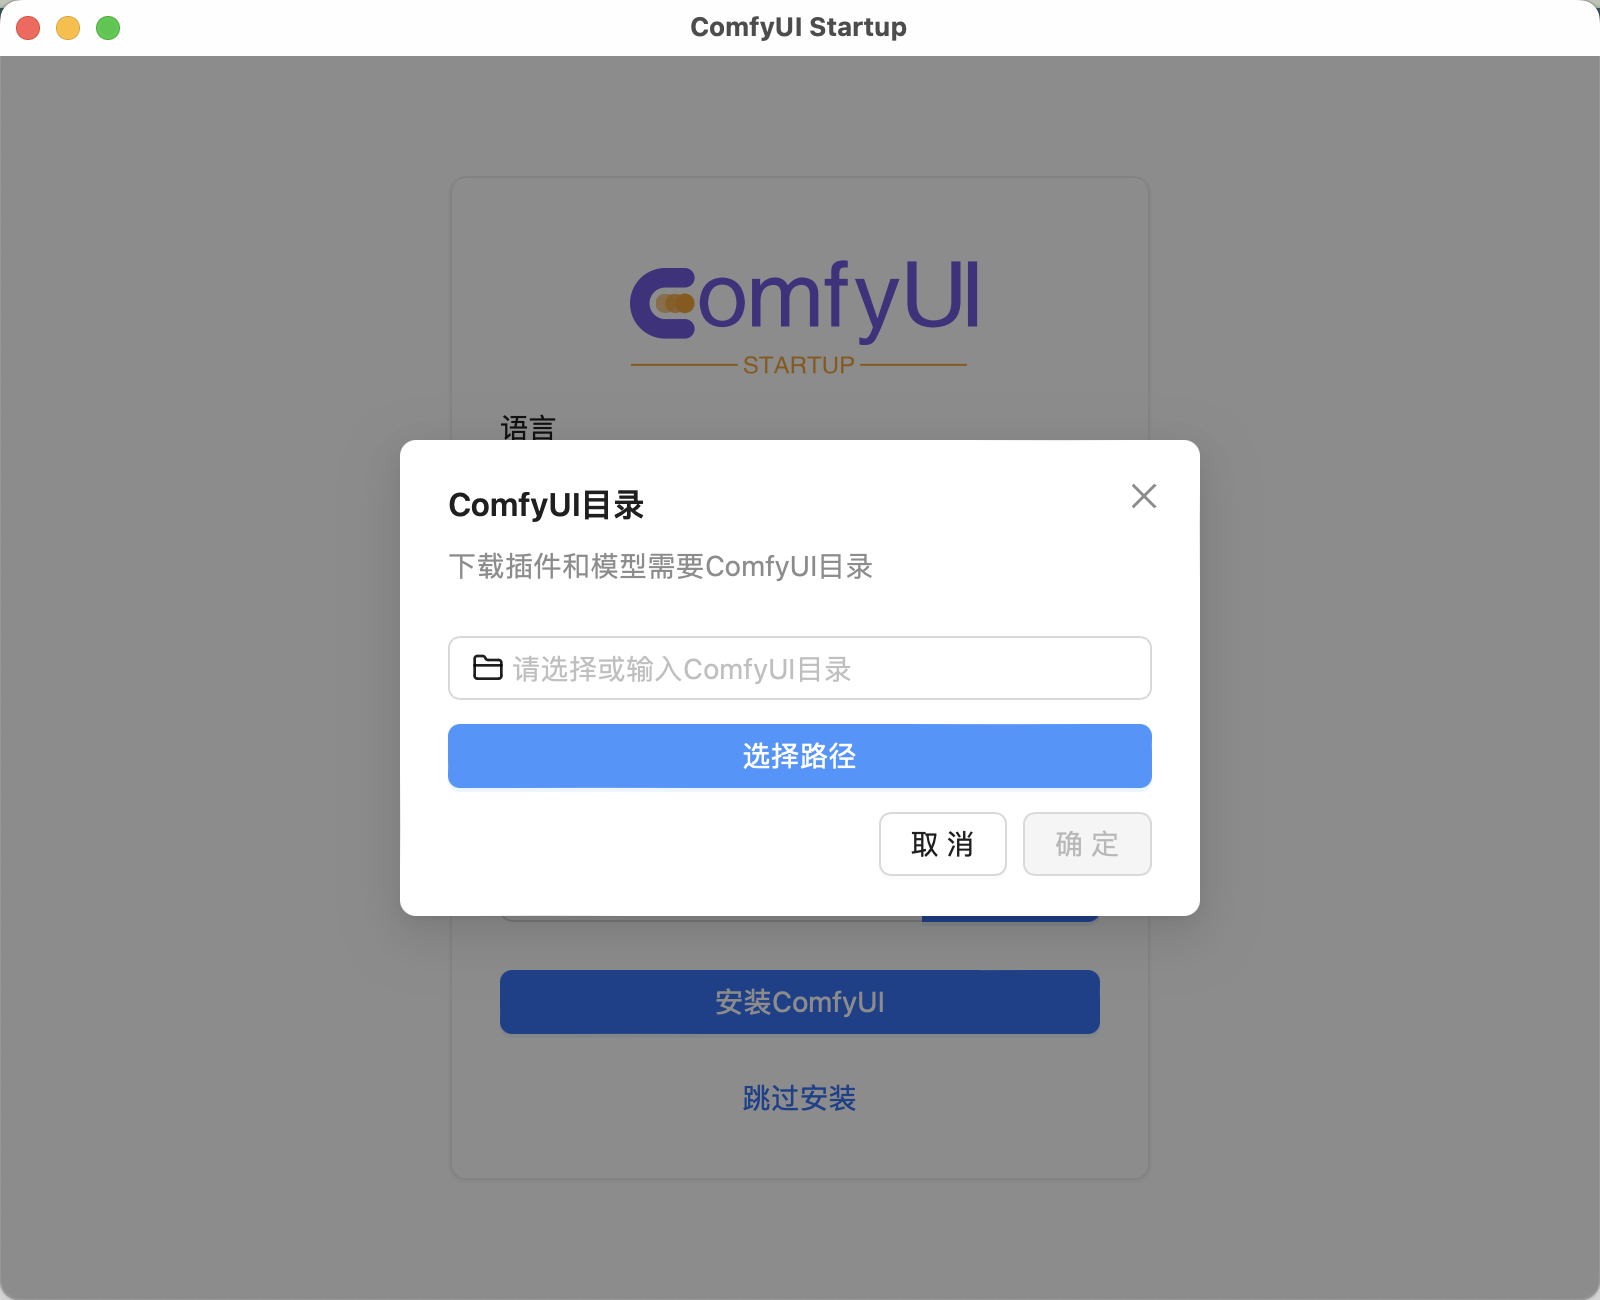 ComfyUI Startup
ComfyUI
STARTUP
语言
ComfyUI目录
下载插件和模型需要ComfyUI目录
请选择或输入ComfyUI目录
选择路径
取 消
确 定
安装ComfyUI
跳过安装